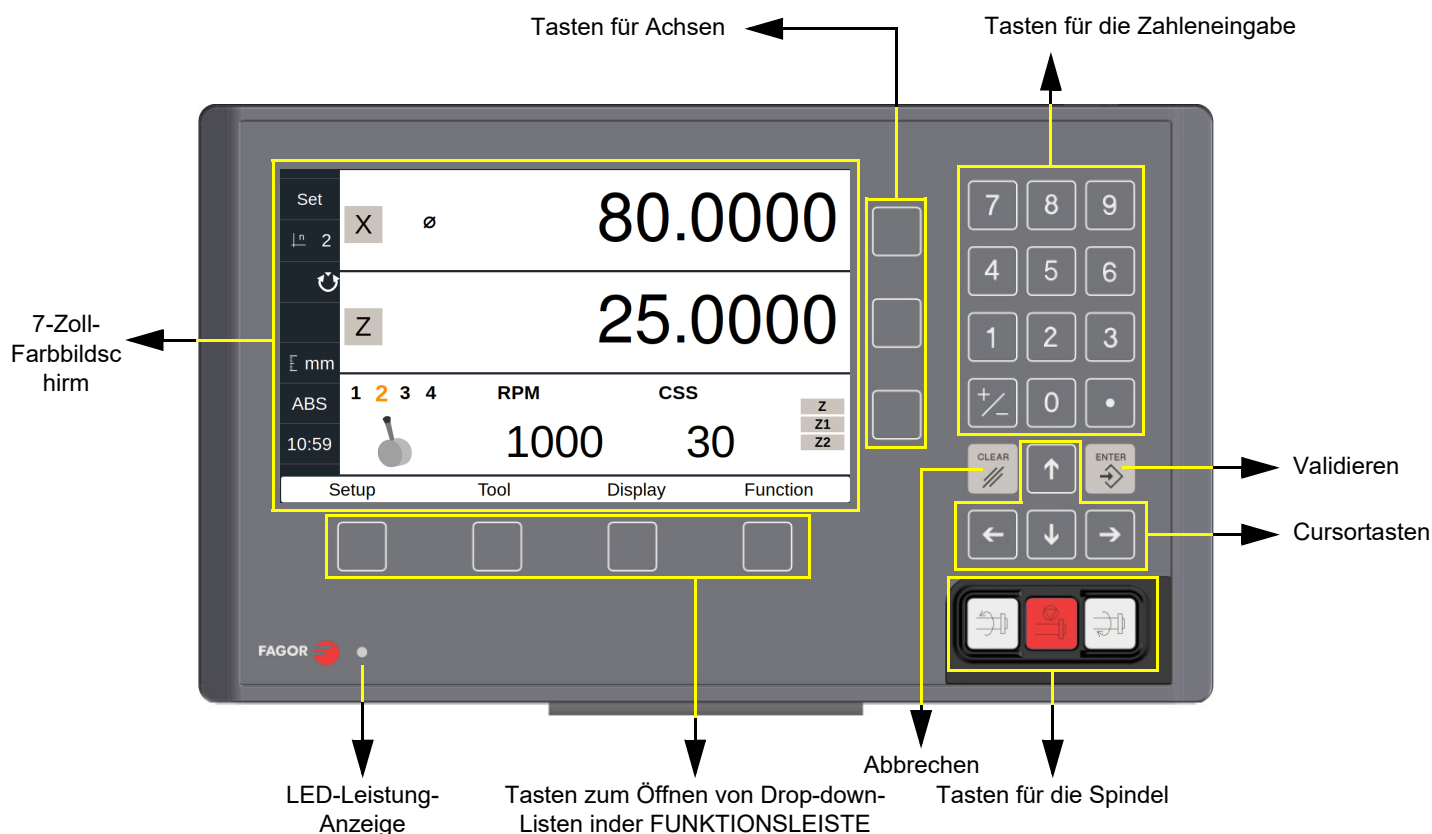 Tasten für Achsen
Tasten für die Zahleneingabe
7-Zoll-
Farbbildsc
hirm
Set
n 2
mm
ABS
10:59
X ⌀ 80.0000
Z 25.0000
1 2 3 4 RPM CSS
1000 30
Z
Z1
Z2
Setup Tool Display Function
7 8 9
4 5 6
1 2 3
+/- 0 •
CLEAR
ENTER
Validieren
Cursortasten
FAGOR
LED-Leistung-
Anzeige
Tasten zum Öffnen von Drop-down-
Listen inder FUNKTIONSLEISTE
Abbrechen
Tasten für die Spindel